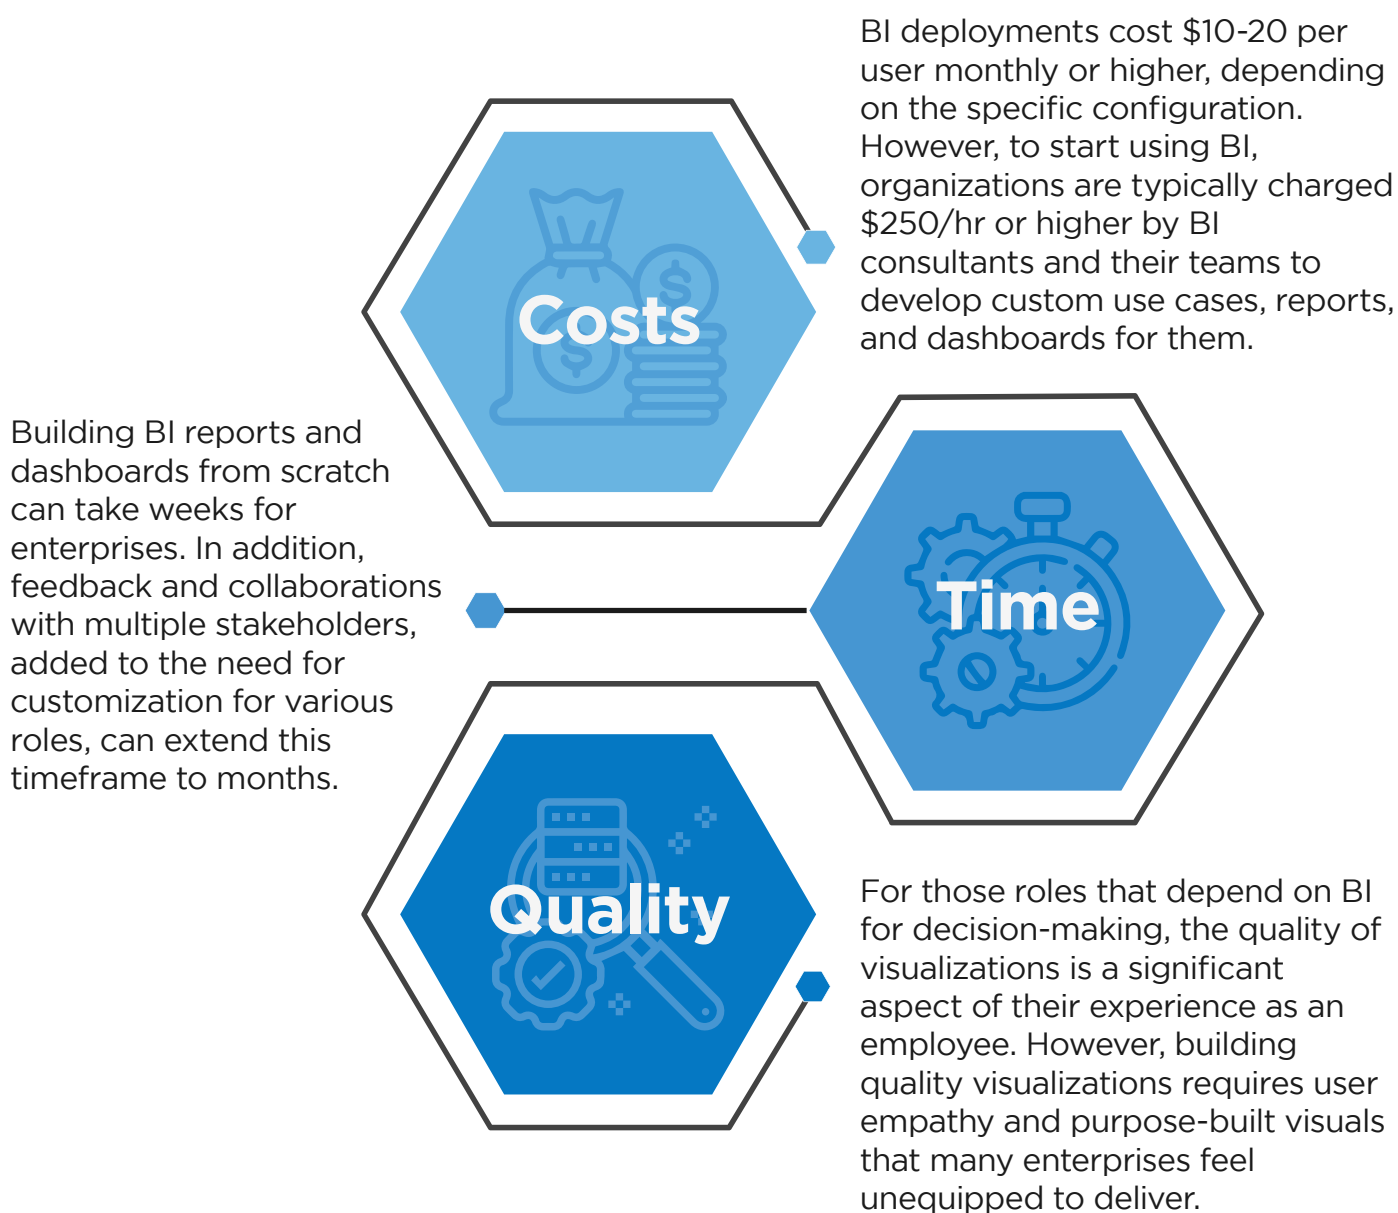 BI deployments cost $10-20 per
user monthly or higher, depending
on the specific configuration.
However, to start using BI,
organizations are typically charged
$250/hr or higher by BI
consultants and their teams to
develop custom use cases, reports,
and dashboards for them.
Costs
Building BI reports and
dashboards from scratch
can take weeks for
enterprises. In addition,
feedback and collaborations
with multiple stakeholders,
added to the need for
customization for various
roles, can extend this
timeframe to months.
Time
Quality
For those roles that depend on BI
for decision-making, the quality of
visualizations is a significant
aspect of their experience as an
employee. However, building
quality visualizations requires user
empathy and purpose-built visuals
that many enterprises feel
unequipped to deliver.